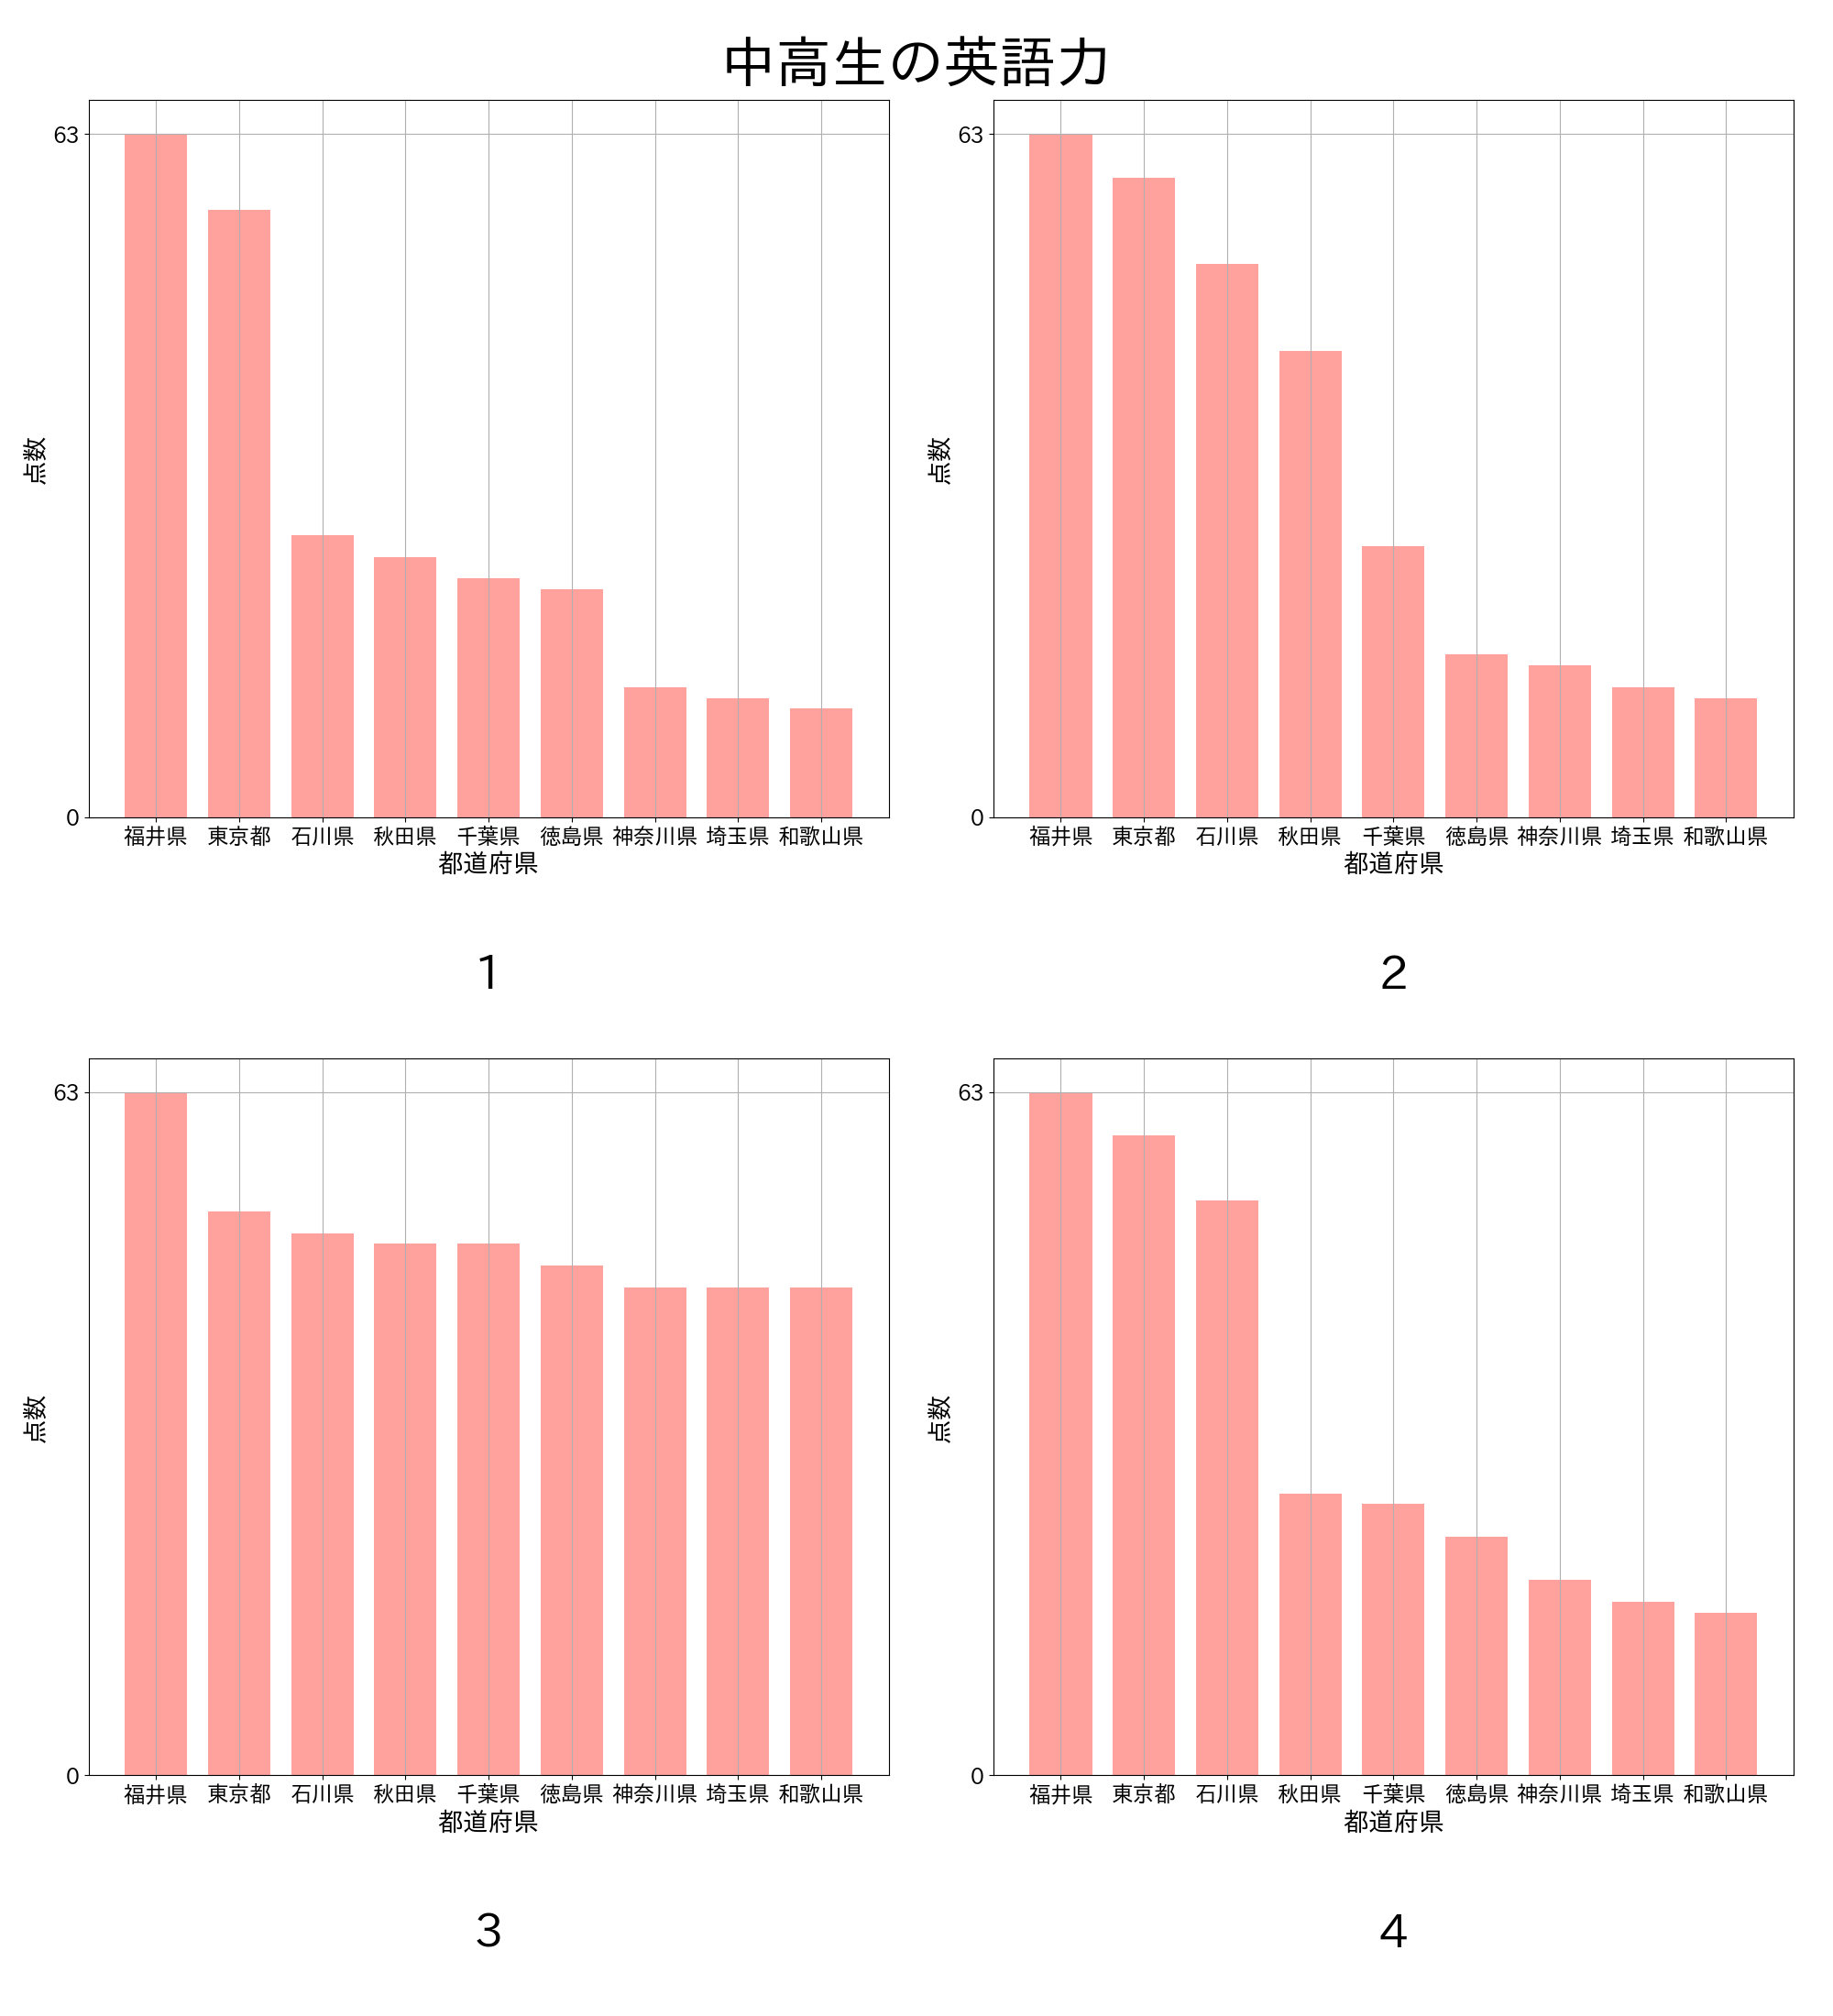 中高生の英語力
63
点数
0
福井県 東京都 石川県 秋田県 千葉県 徳島県 神奈川県 埼玉県 和歌山県
都道府県
1
63
点数
0
福井県 東京都 石川県 秋田県 千葉県 徳島県 神奈川県 埼玉県 和歌山県
都道府県
2
63
点数
0
福井県 東京都 石川県 秋田県 千葉県 徳島県 神奈川県 埼玉県 和歌山県
都道府県
3
63
点数
0
福井県 東京都 石川県 秋田県 千葉県 徳島県 神奈川県 埼玉県 和歌山県
都道府県
4